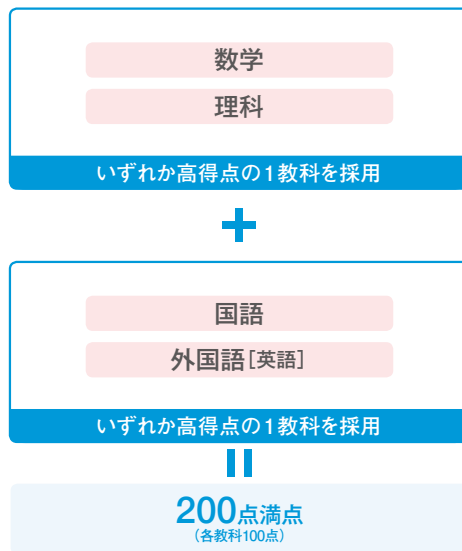 数学
理科
いずれか高得点の1教科を採用
+
国語
外国語[英語]
いずれか高得点の1教科を採用
200点満点
(各教科100点)